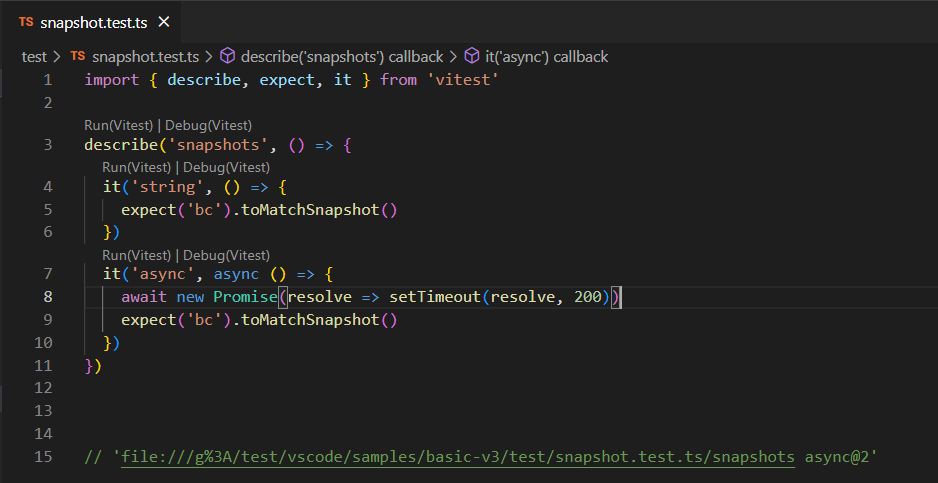 TS snapshot.test.ts ×
test > TS snapshot.test.ts > describe('snapshots') callback > it('async') callback
1 import { describe, expect, it } from 'vitest'
2
Run(Vitest) | Debug(Vitest)
3 describe('snapshots', () => {
Run(Vitest) | Debug(Vitest)
4 it('string', () => {
5 expect('bc').toMatchSnapshot()
6 })
Run(Vitest) | Debug(Vitest)
7 it('async', async () => {
8 await new Promise(resolve => setTimeout(resolve, 200))
9 expect('bc').toMatchSnapshot()
10 })
11 })
12
13
14
15 // 'file:///g%3A/test/vscode/samples/basic-v3/test/snapshot.test.ts/snapshots async@2'